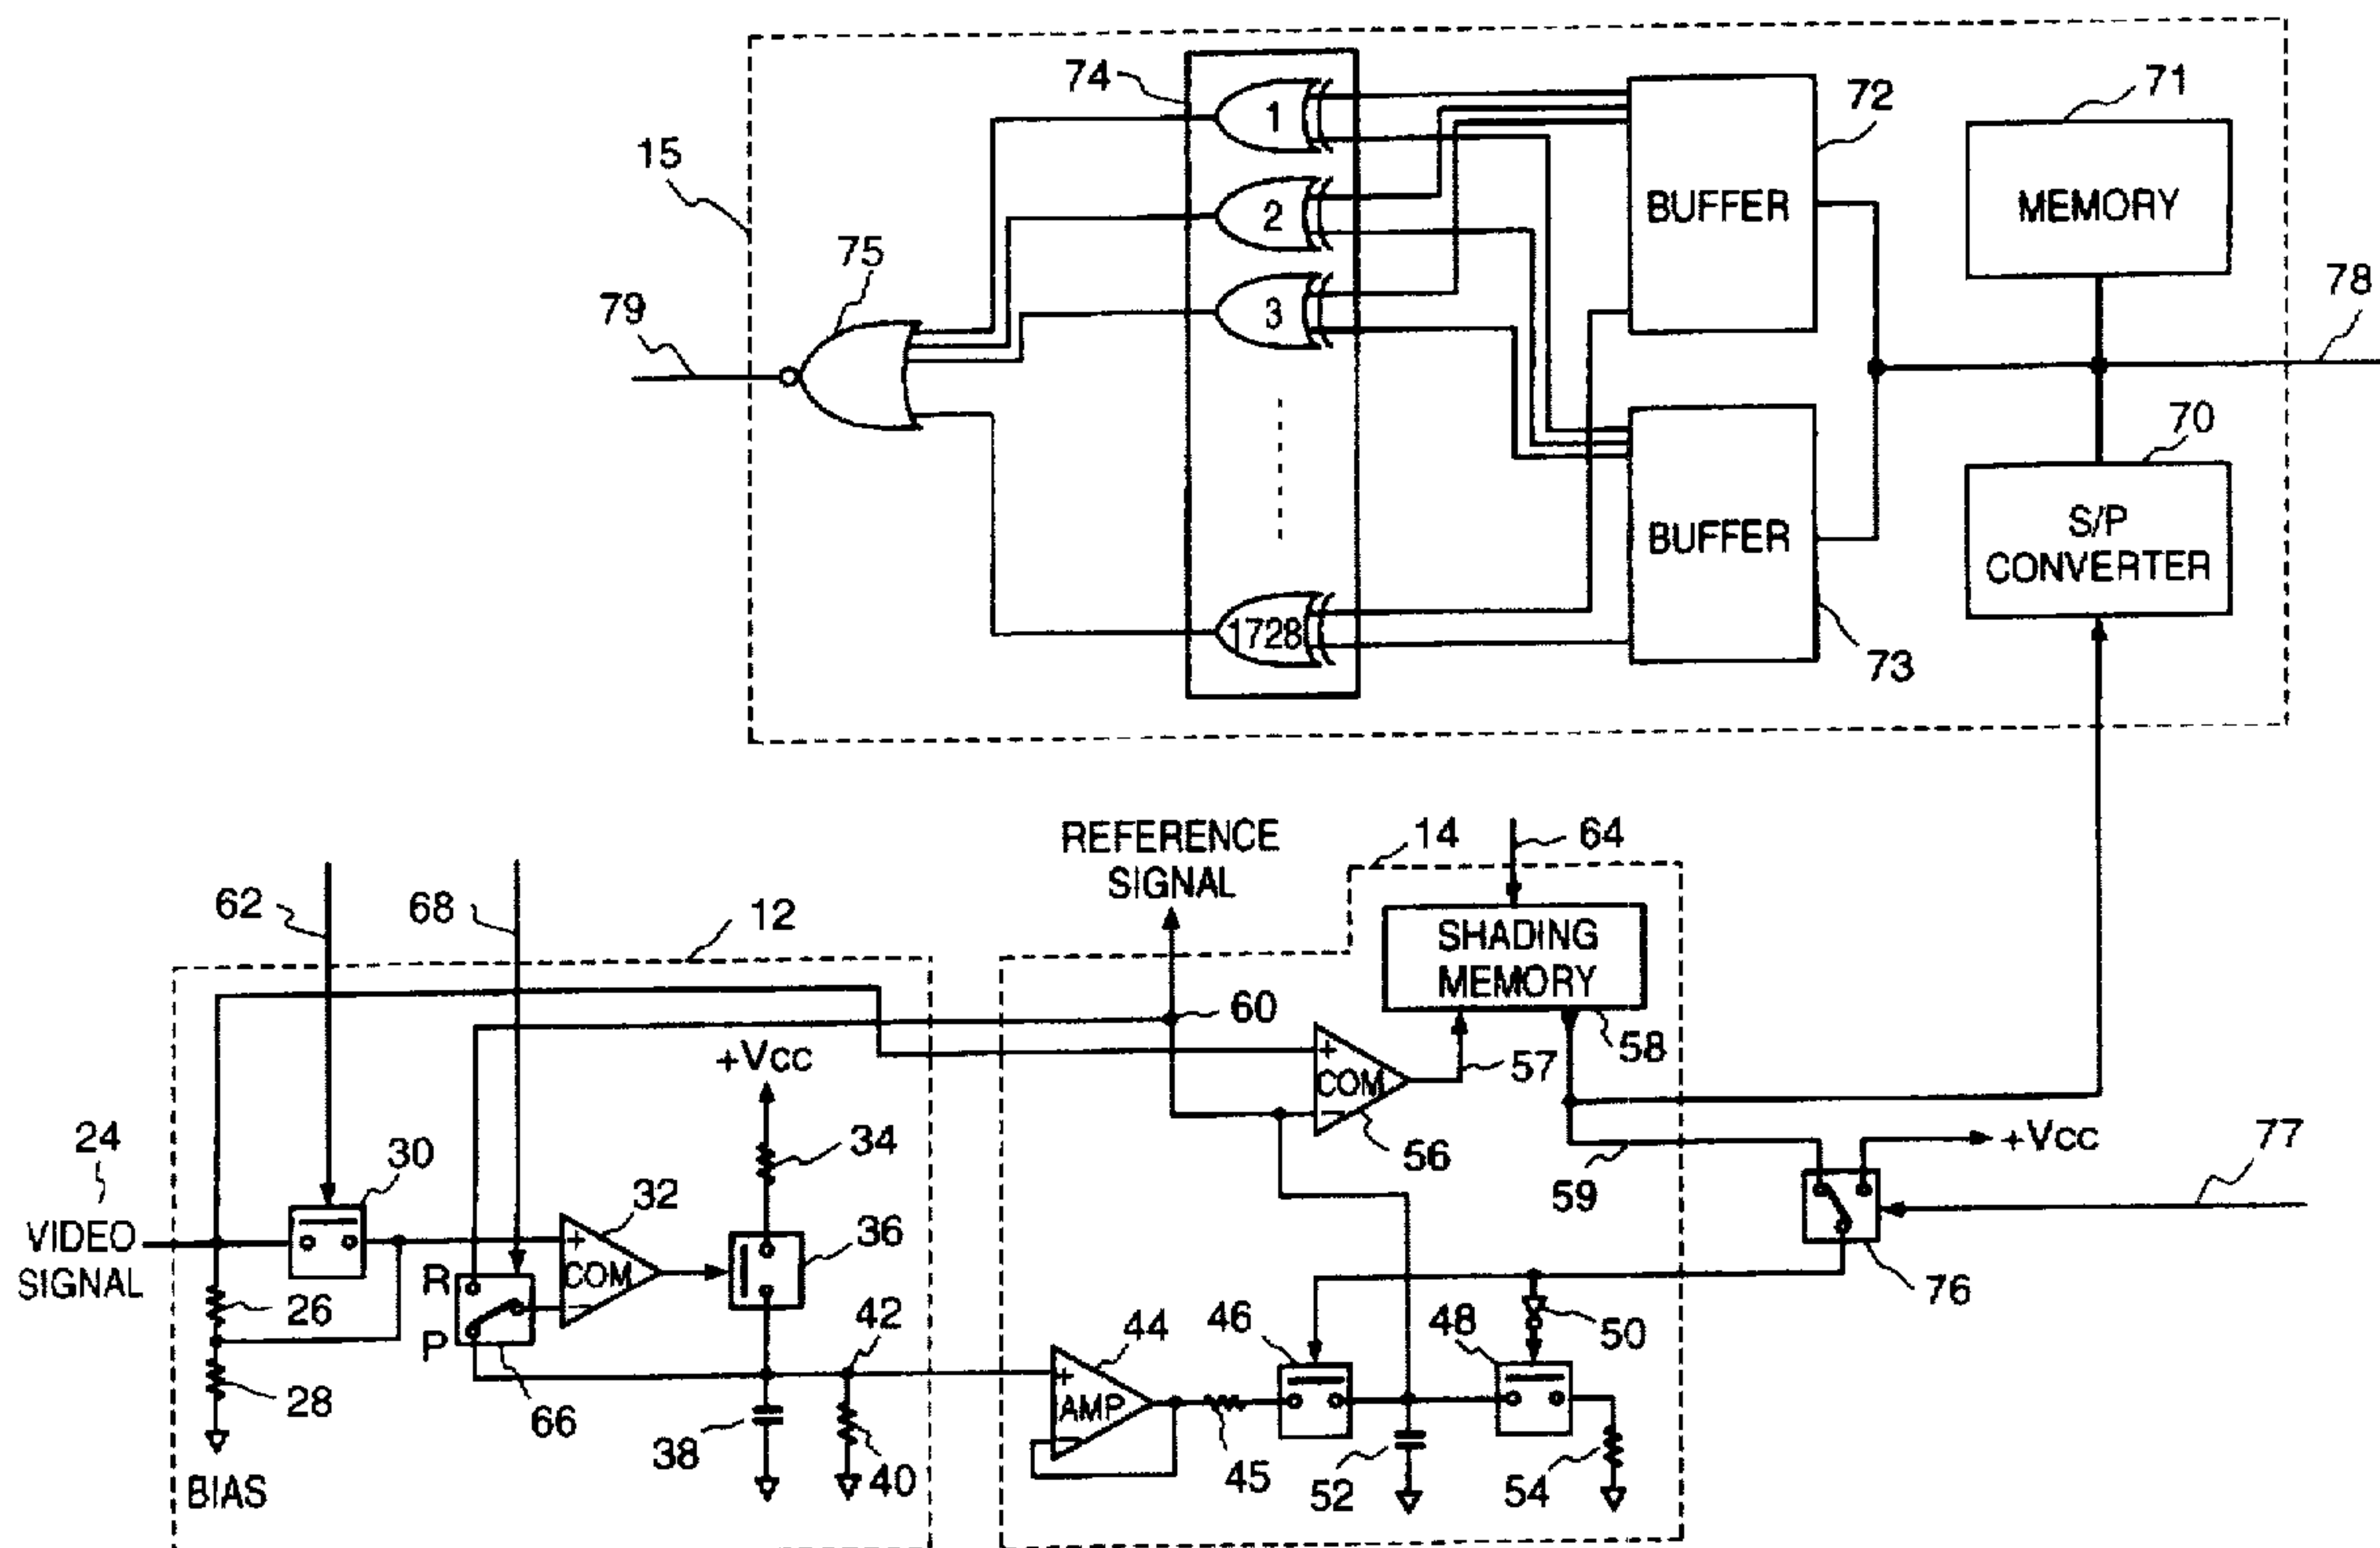 74
1
72
71
15
BUFFER
MEMORY
2
75
79
3
78
70
S/P
CONVERTER
BUFFER
1728
73
REFERENCE
SIGNAL
14
64
62
68
12
SHADING
MEMORY
60
+
COM
−
57
58
+Vcc
56
24
34
59
+Vcc
77
30
32
VIDEO
SIGNAL
+
COM
−
36
R
P
26
42
44
46
48
50
76
28
66
38
+
AMP
−
45
52
54
40
BIAS